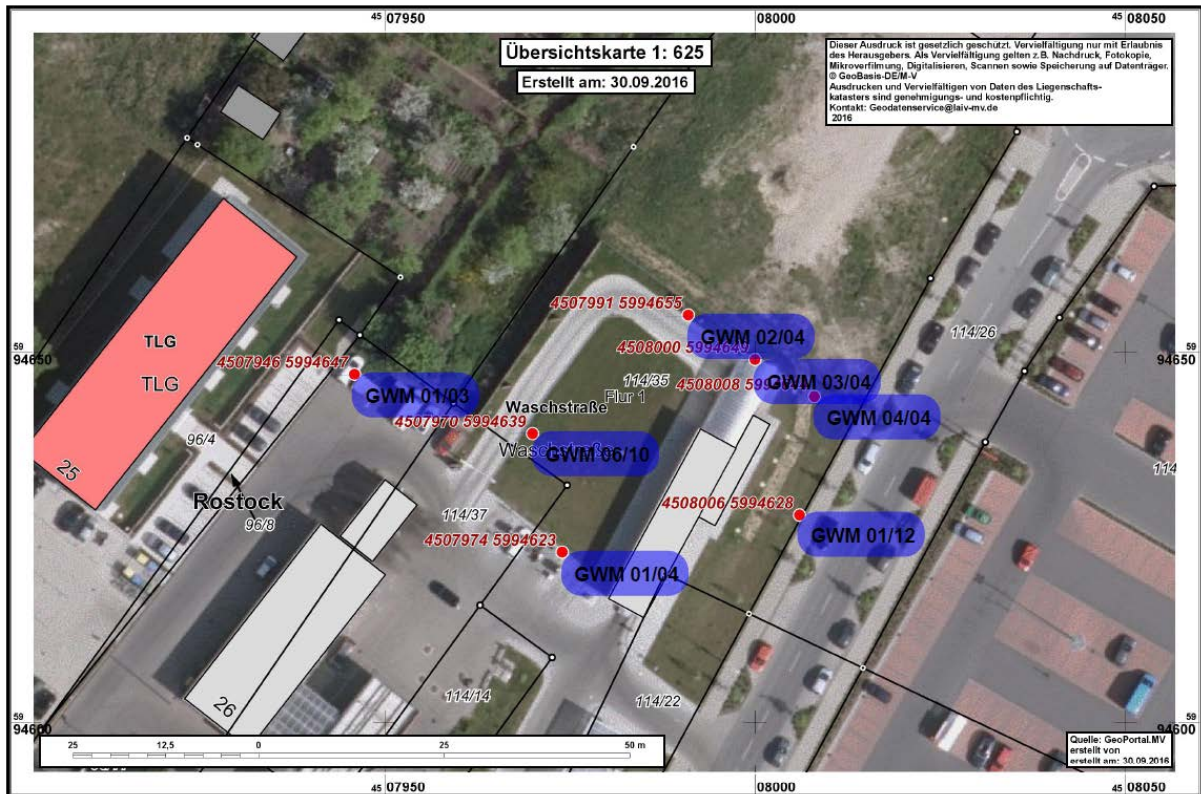 45 07950
08000
45 08050
Übersichtskarte 1: 625
Erstellt am: 30.09.2016
Dieser Ausdruck ist gesetzlich geschützt. Vervielfältigung nur mit Erlaubnis
des Herausgebers. Als Vervielfältigung gelten z.B. Nachdruck, Fotokopie,
Mikroverfilmung, Digitalisieren, Scannen sowie Speicherung auf Datenträger.
© GeoBasis-DE/M-V
Ausdrucken und Vervielfältigen von Daten des Liegenschafts-
katasters sind genehmigungs- und kostenpflichtig.
Kontakt: Geodatenservice@laiv-mv.de
2016
4507991 5994655
GWM 02/04
114/26
59
94650
TLG
4507946 5994647
4508000 5994649
59
94650
TLG
GWM 01/03
114/35
4508008
GWM 03/04
Flur 1
Waschstraße
4507970 5994639
GWM 04/04
96/4
Waschstraße
GWM 06/10
25
Rostock
96/8
114/37
4508006 5994628
GWM 01/12
4507974 5994623
GWM 01/04
26
114/14
114/22
59
94600
59
94600
25
12,5
0
25
50 m
Quelle: GeoPortal.MV
erstellt von
erstellt am: 30.09.2016
45 07950
08000
45 08050